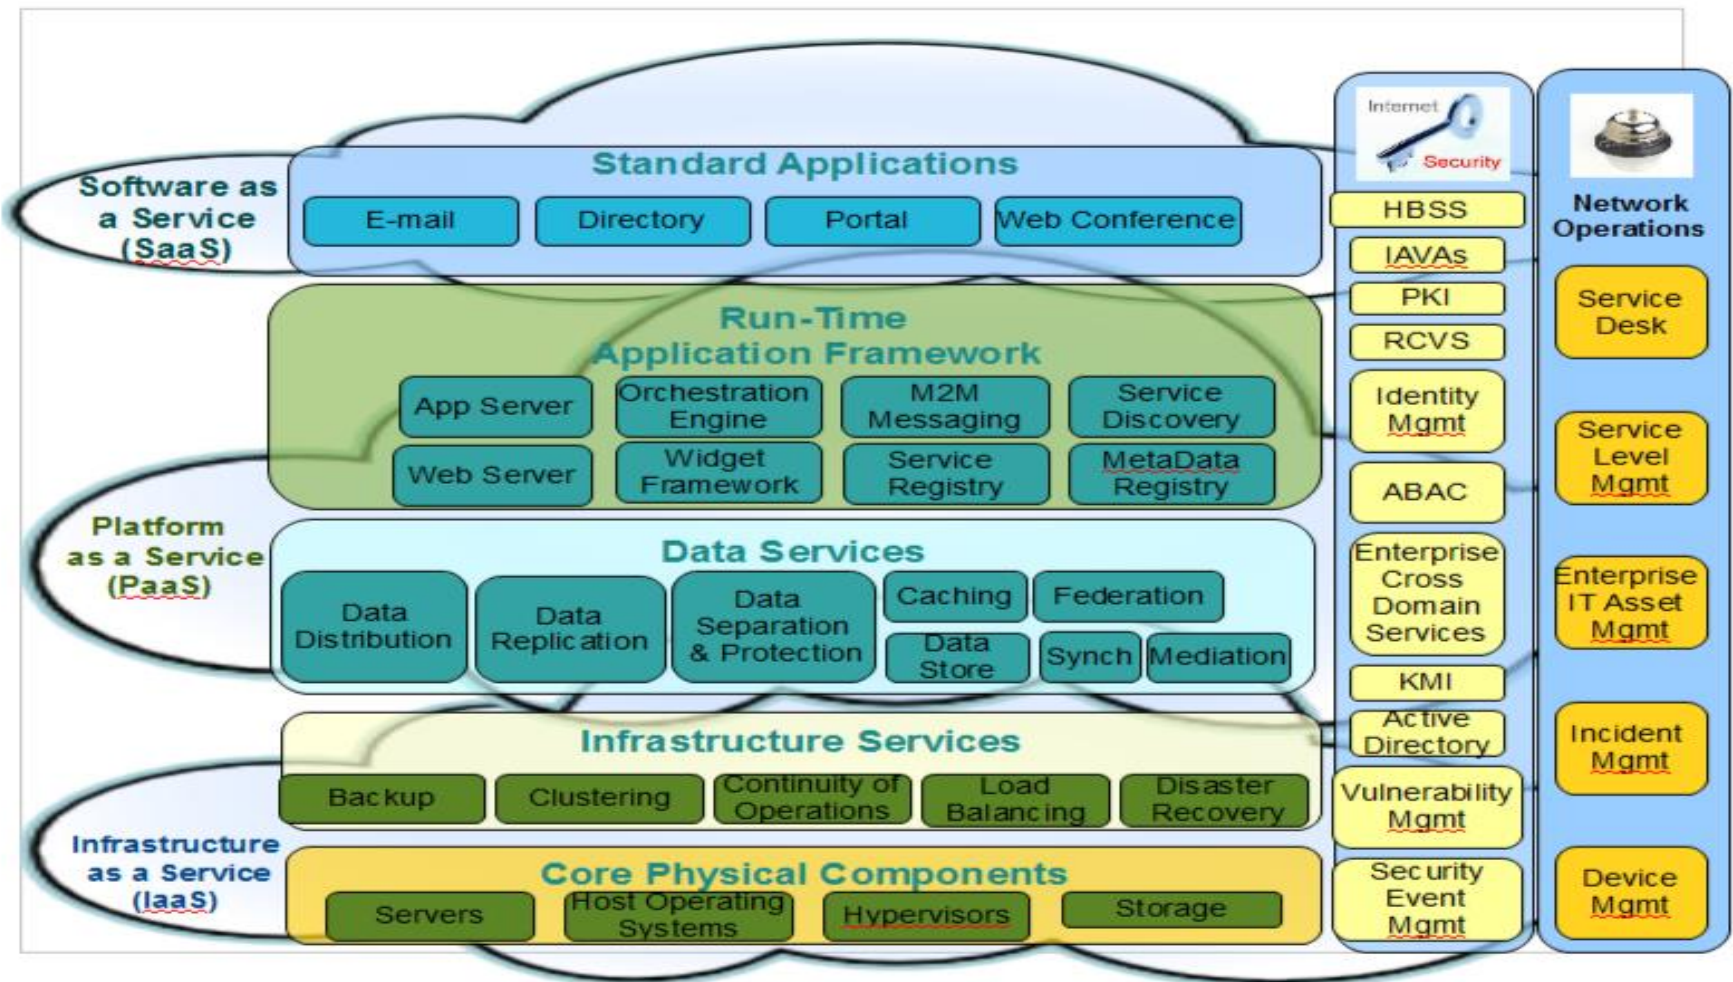 Standard Applications
Software as
a Service
(SaaS)
E-mail
Directory
Portal
Web Conference
Run-Time
Application Framework
App Server
Orchestration
Engine
M2M
Messaging
Service
Discovery
Web Server
Widget
Framework
Service
Registry
MetaData
Registry
Platform
as a Service
(PaaS)
Data Services
Data
Distribution
Data
Replication
Data
Separation
& Protection
Caching
Federation
Data
Store
Synch
Mediation
Infrastructure Services
Backup
Clustering
Continuity of
Operations
Load
Balancing
Disaster
Recovery
Infrastructure
as a Service
(IaaS)
Core Physical Components
Servers
Host Operating
Systems
Hypervisors
Storage
Internet
Security
HBSS
IAVAs
PKI
RCVS
Identity
Mgmt
ABAC
Enterprise
Cross
Domain
Services
KMI
Active
Directory
Vulnerability
Mgmt
Security
Event
Mgmt
Network
Operations
Service
Desk
Service
Level
Mgmt
Enterprise
IT Asset
Mgmt
Incident
Mgmt
Device
Mgmt